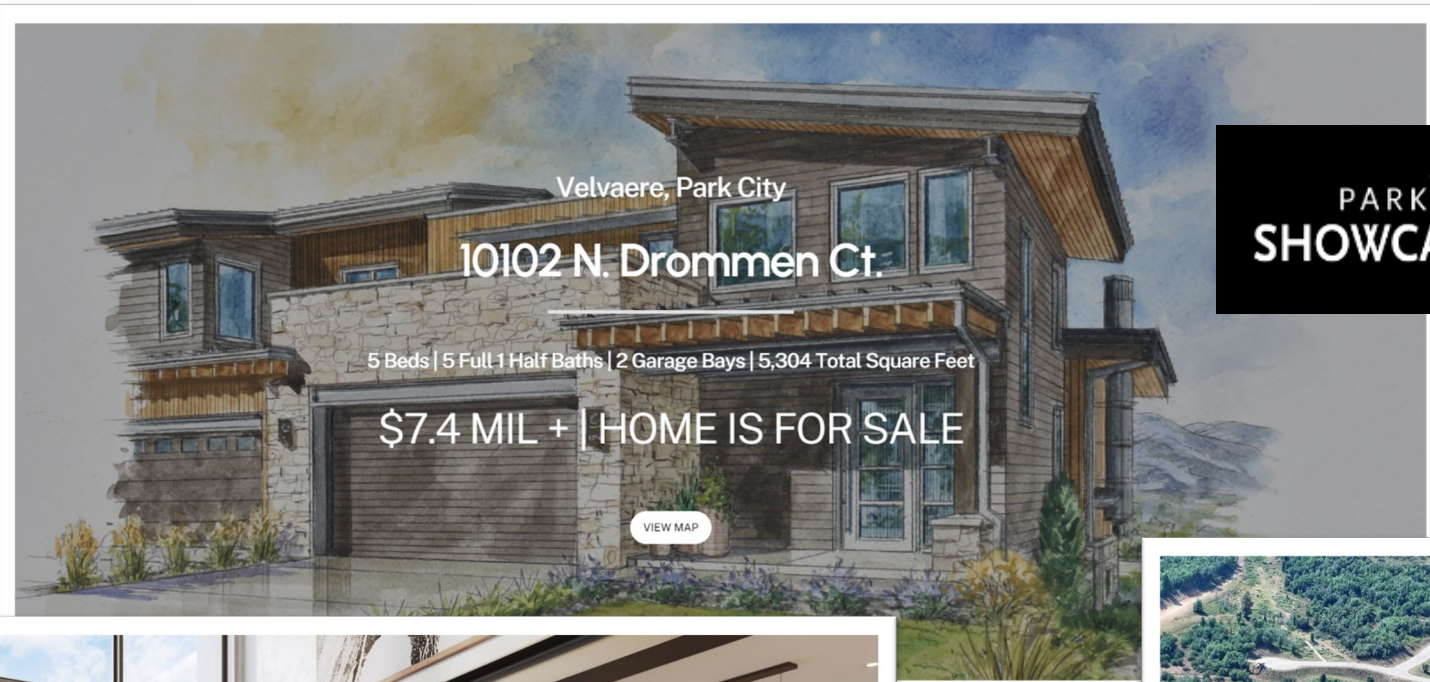 Velvaere, Park City
10102 N. Drommen Ct.
5 Beds | 5 Full 1 Half Baths | 2 Garage Bays | 5,304 Total Square Feet
$7.4 MIL + | HOME IS FOR SALE
VIEW MAP
PARK
SHOWCA